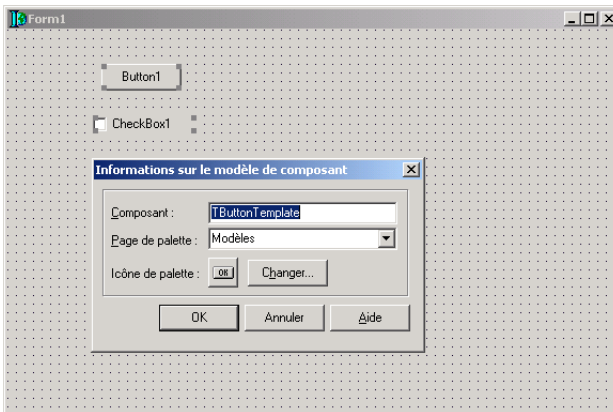 Form1
Button1
CheckBox1
Informations sur le modèle de composant
Composant : TButtonTemplate
Page de palette : Modèles
Icône de palette : OK Changer...
OK Annuler Aide